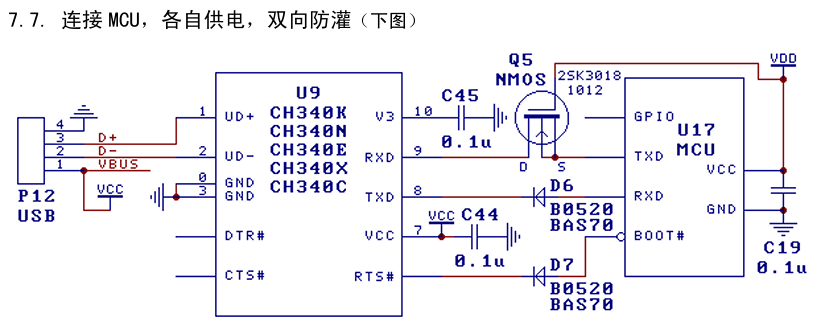 7.7. 连接 MCU，各自供电，双向防灌（下图）
Q5
NMOS
2SK3018
1012
VDD
U9
CH340K
CH340N
CH340E
CH340X
CH340C
C45
0.1u
U17
MCU
4
3 D+
2 D-
1 VBUS
VCC
P12
USB
1 UD+
2 UD-
0 GND
3 GND
DTR#
CTS#
V3 10
RXD 9
TXD 8
VCC 7
RTS#
D S
VCC C44
0.1u
D6
B0520
BAS70
D7
B0520
BAS70
GPIO
TXD
RXD
BOOT#
VCC
GND
C19
0.1u